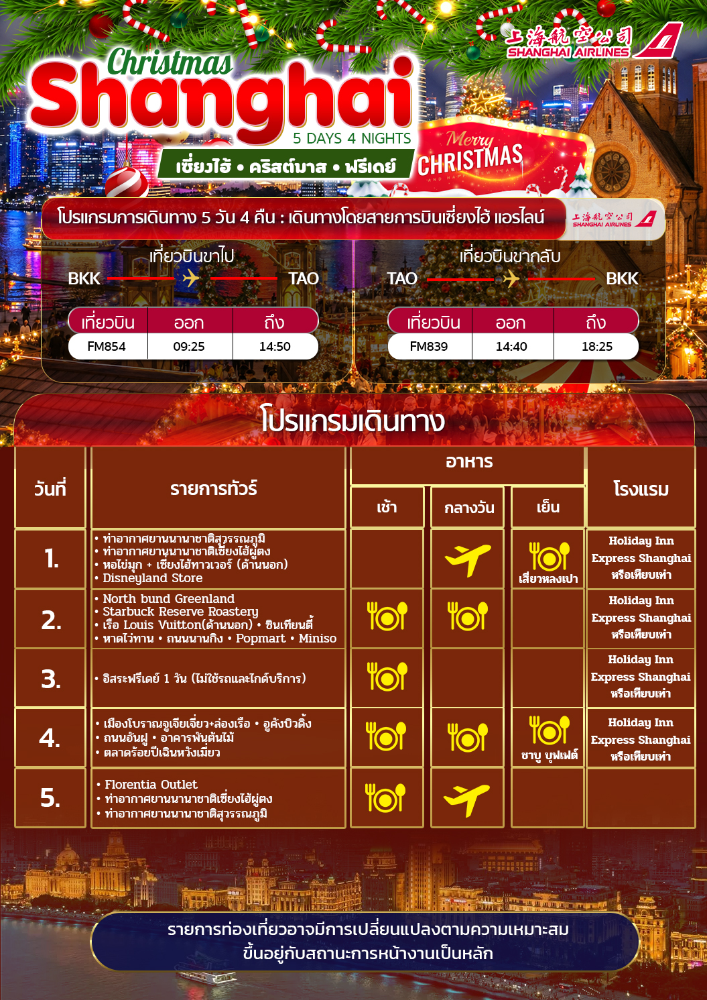 Christmas
Shanghai
5 DAYS 4 NIGHTS
เซี่ยงไฮ้ • คริสต์มาส • ฟรีเดย์
上海航空公司
SHANGHAI AIRLINES
Merry
CHRISTMAS
AND HAPPY NEW YEAR
โปรแกรมการเดินทาง 5 วัน 4 คืน : เดินทางโดยสายการบินเซี่ยงไฮ้ แอรไลน์
上海航空公司
SHANGHAI AIRLINES
เที่ยวบินขาไป
BKK TAO
เที่ยวบิน ออก ถึง
FM854 09:25 14:50
เที่ยวบินขากลับ
TAO BKK
เที่ยวบิน ออก ถึง
FM839 14:40 18:25
โปรแกรมเดินทาง
วันที่ รายการทัวร์ อาหาร โรงแรม
เช้า กลางวัน เย็น
1.
• ท่าอากาศยานนานาชาติสุวรรณภูมิ
• ท่าอากาศยานนานาชาติเซี่ยงไฮ้ผู่ตง
• หอไข่มุก + เซี่ยงไฮ้ทาวเวอร์ (ด้านนอก)
• Disneyland Store
เสี่ยวหลงเปา
Holiday Inn
Express Shanghai
หรือเทียบเท่า
2.
• North bund Greenland
• Starbuck Reserve Roastery
• เรือ Louis Vuitton(ด้านนอก) • ซินเทียนตี้
• หาดไว่ทาน • ถนนนานกิง • Popmart • Miniso
Holiday Inn
Express Shanghai
หรือเทียบเท่า
3.
• อิสระฟรีเดย์ 1 วัน (ไม่ใช้รถและไกด์บริการ)
Holiday Inn
Express Shanghai
หรือเทียบเท่า
4.
• เมืองโบราณจูเจียเจี่ยว+ล่องเรือ • อูคังบิวดิ้ง
• ถนนอันฝู • อาคารพันต้นไม้
• ตลาดร้อยปีเฉินหวังเมี่ยว
ชาบู บุฟเฟต์
Holiday Inn
Express Shanghai
หรือเทียบเท่า
5.
• Florentia Outlet
• ท่าอากาศยานนานาชาติเซี่ยงไฮ้ผู่ตง
• ท่าอากาศยานนานาชาติสุวรรณภูมิ
รายการท่องเที่ยวอาจมีการเปลี่ยนแปลงตามความเหมาะสม
ขึ้นอยู่กับสถานะการหน้างานเป็นหลัก